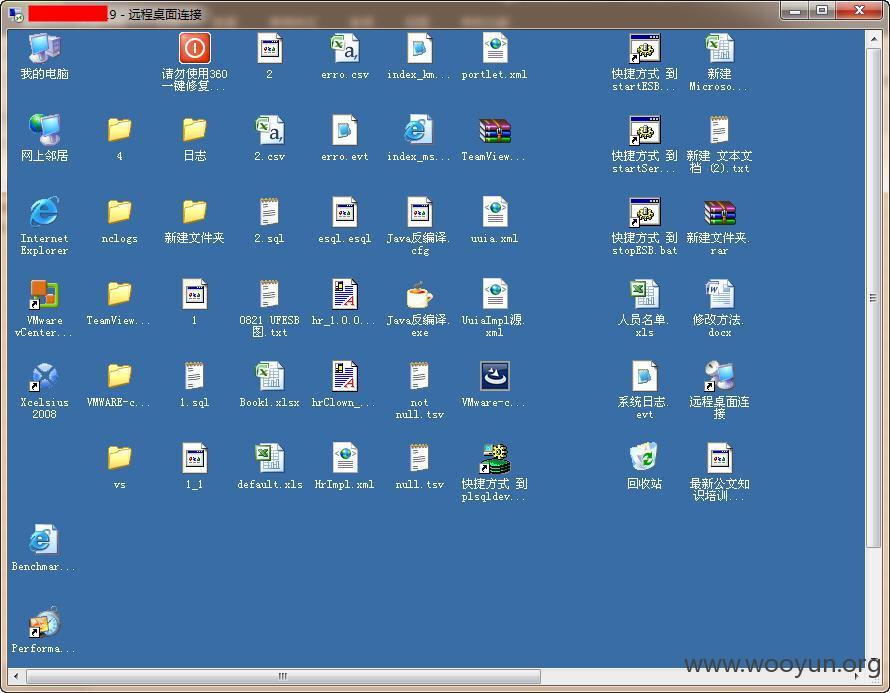 9 - 远程桌面连接
我的电脑
请勿使用360
一键修复...
2
erro.csv
index_km...
portlet.xml
快捷方式 到
startESB...
新建
Microso...
网上邻居
4
日志
2.csv
erro.evt
index_ms...
TeamView...
快捷方式 到
startSer...
新建 文本文
档 (2).txt
Internet
Explorer
nclogs
新建文件夹
2.sql
esql.esql
Java反编译.
cfg
uuia.xml
快捷方式 到
stopESB.bat
新建文件夹.
rar
VMware
vCenter...
TeamView...
1
0821 UFESB
图.txt
hr_1.0.0...
Java反编译.
exe
UuiaImpl源.
xml
人员名单.
xls
修改方法.
docx
Xcelsius
2008
VMWARE-c...
1.sql
Book1.xlsx
hrClown_...
not
null.tsv
VMware-c...
系统日志.
evt
远程桌面连
接
vs
1_1
default.xls
HrImpl.xml
null.tsv
快捷方式 到
plsqldev...
回收站
最新公文知
识培训...
Benchmar...
Performa...
www.wooyun.org